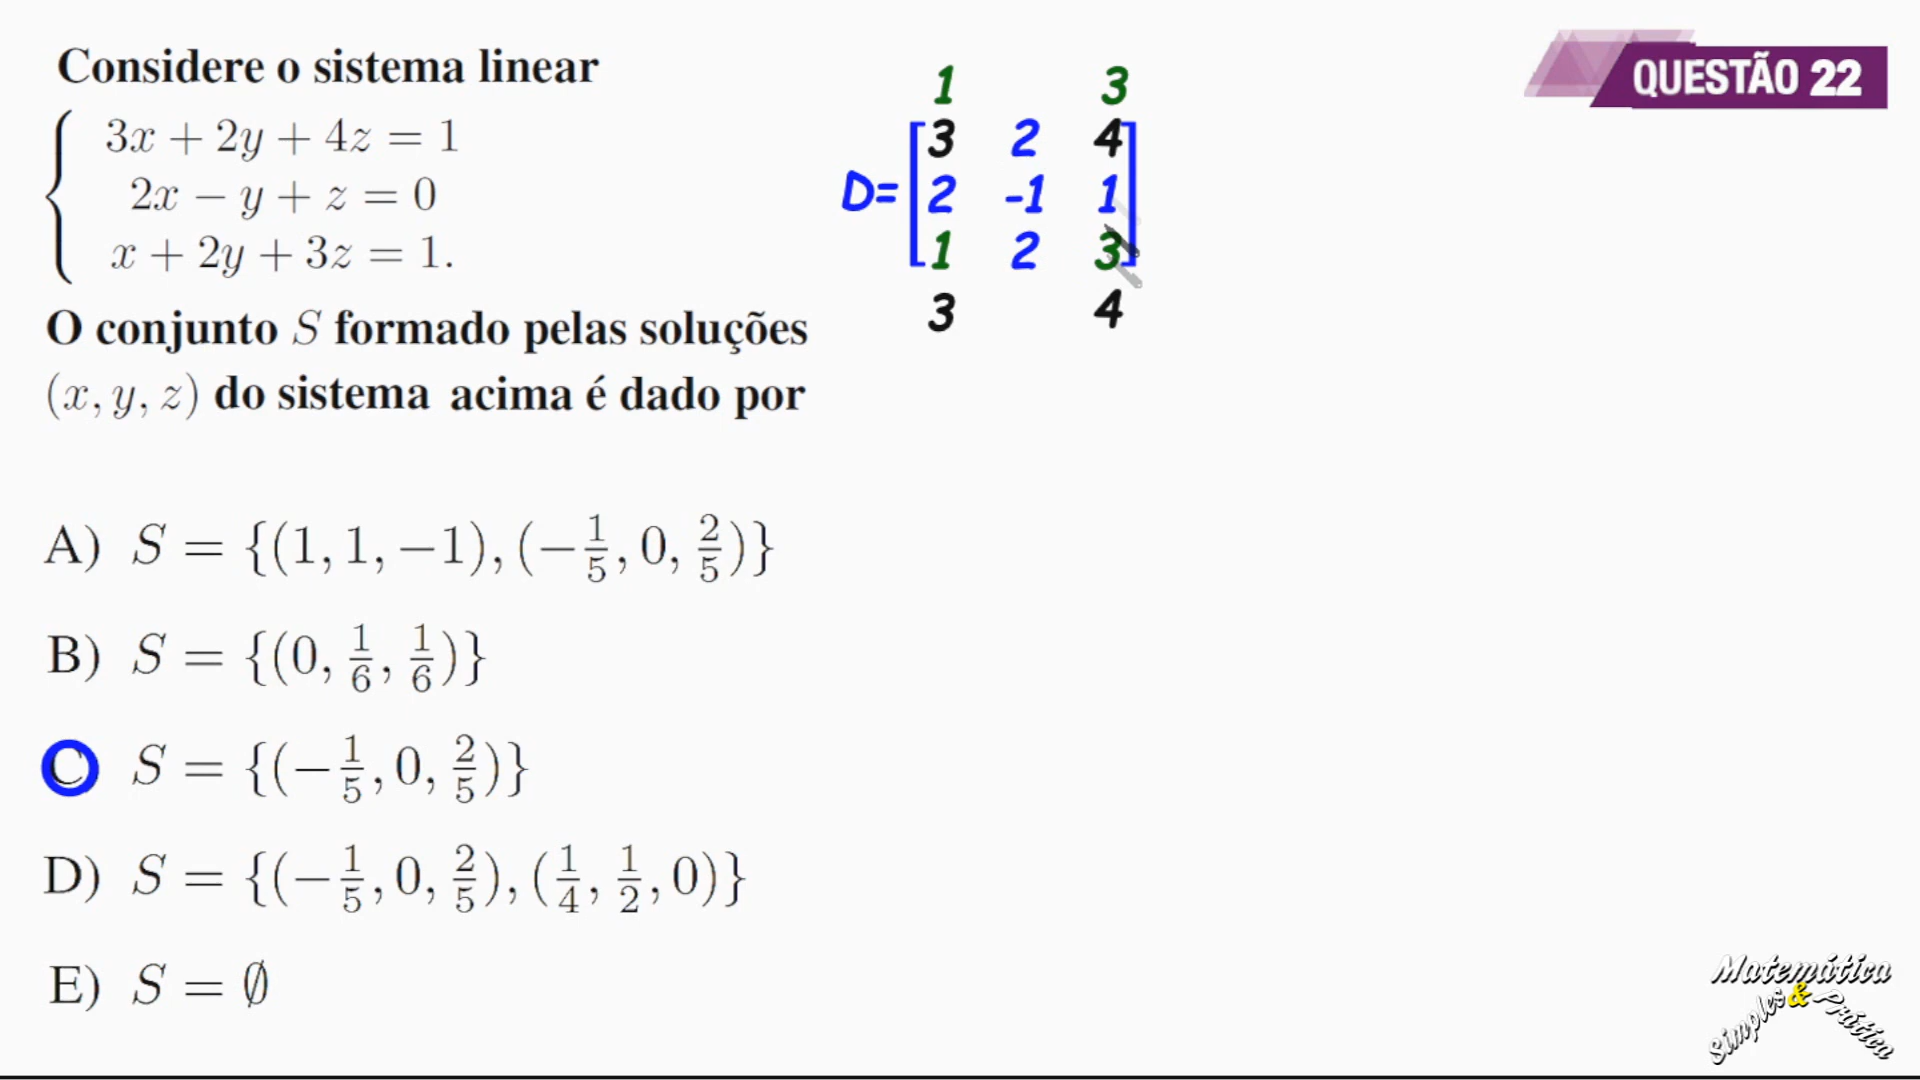 Considere o sistema linear
3x + 2y + 4z = 1
2x − y + z = 0
x + 2y + 3z = 1.
O conjunto S formado pelas soluções
(x, y, z) do sistema acima é dado por
A) S = {(1, 1, −1), (−1/5, 0, 2/5)}
B) S = {(0, 1/6, 1/6)}
C S = {(−1/5, 0, 2/5)}
D) S = {(−1/5, 0, 2/5), (1/4, 1/2, 0)}
E) S = ∅
1 3
3 2 4
D= 2 -1 1
1 2 3
3 4
QUESTÃO 22
Matemática
Simples & Prática